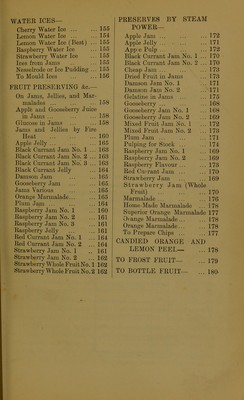 WATER ICES—
Cherry Water Ice ... ... 155
Lemon Water Ice ... 154
Lemon Water Ice (Best) ... 155
Raspberry Water Ice ... 155
Strawberry Water Ice ... 155
Ices from Jams ... ... 155
Nesselrode or Ice Pudding ... 155
To Mould Ices ... ... 156
FRUIT PRESERVING &c.—
On Jams, Jellies, and Mar-
malades ... ... 158
Apple and Gooseberry Juice
in Jams ... ... ... 158
Glucose in Jams ... ... 158
Jams and Jellies by Fire
Heat ... ... ... 160
Apple Jelly ... ... ... 165
Black Currant Jam No. 1 ... 163
Black Currant Jam No. 2 ... 163
Black Currant Jam No. 3 ... 163
Black Currant Jelly ... 164
Damson Jam ... ... 165
Gooseberry Jam ... ... 165
Jams Various ... ... 165
Orange Marmalade ... ... 165
Plum Jam ... ... ... 164
Raspberry Jam No. 1 ... 160
Raspberry Jam No. 2 ... 161
Raspberry Jam No. 3 ... 161
Raspberry Jelly ... ... 161
Red Currant Jam No. 1 ... 164
Red Currant Jam No. 2 ... 164
Strawberry Jam No. 1 ... 161
Strawberry Jam No. 2 ... 162
Strawberry Whole Fruit No. 1 162
Strawberry Whole Fruit No. 2 162
PRESERVES BY STEAM
POWER—
Apple Jam ... ... ... 172
Apple Jelly ... ... ... 171
Apple Pulp ... ... ... 172
Black Currant Jam No. 1 ... 170
Black Currant Jam No. 2 ... 170
Blum Jam ... ... ... 173
Dried Fruit in Jams ... 173
Damson Jam No. 1 ... 171
Damson Jam No. 2 ... 171
Gelatine in Jams ... ... 175
Gooseberry ... ... ... 168
Gooseberry Jam No. 1 ... 168
Gooseberry Jam No. 2 ... 169
Mixed Fruit Jam No. 1 ... 172
Mixed Fruit Jam No. 2 ... 173
Plum Jam ... ... ... 171
Pulping for Stock ... ... 174
Raspberry Jam No. 1 ... 169
Raspberry Jam No. 2 ... 169
Raspberry Flavour ... ... 173
Red Currant Jam ... ... 170
Strawberry Jam ... ... 169
Strawberry Jam (Whole
Fruit) ... ... ... 170
Marmalade ... ... ... 176
Home-Made Marmalade ... 178
Superior Orange Marmalade 177
Orange Marmalade ... ... 178
Orange Marmalade ... ... 178
To Prepare Chips ... ... 177
CANDIED ORANGE AND
LEMON PEEL— ... ... 178
TO FROST FRUIT— ... ... 179
TO BOTTLE FRUIT— ... 180